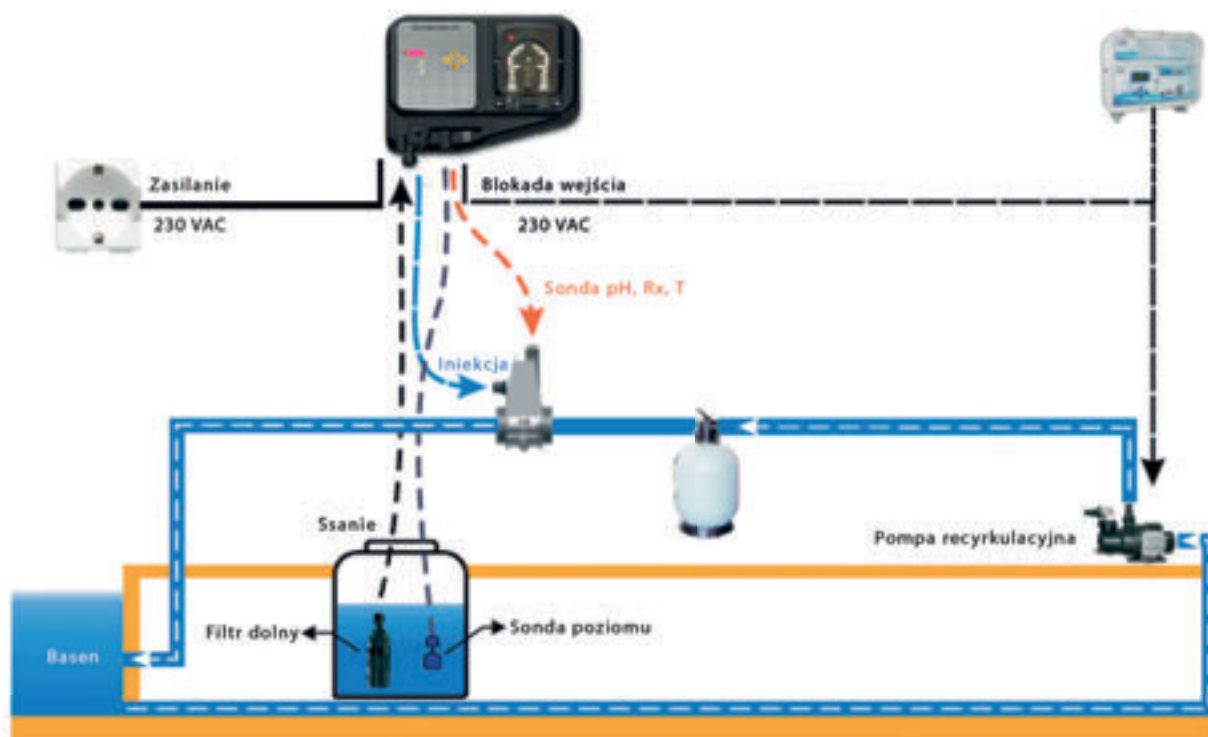 Zasilanie
230 VAC
Blokada wejścia
230 VAC
Sonda pH, Rx, T
Iniekcja
Ssanie
Pompa recyrkulacyjna
Filtr dolny
Sonda poziomu
Basen